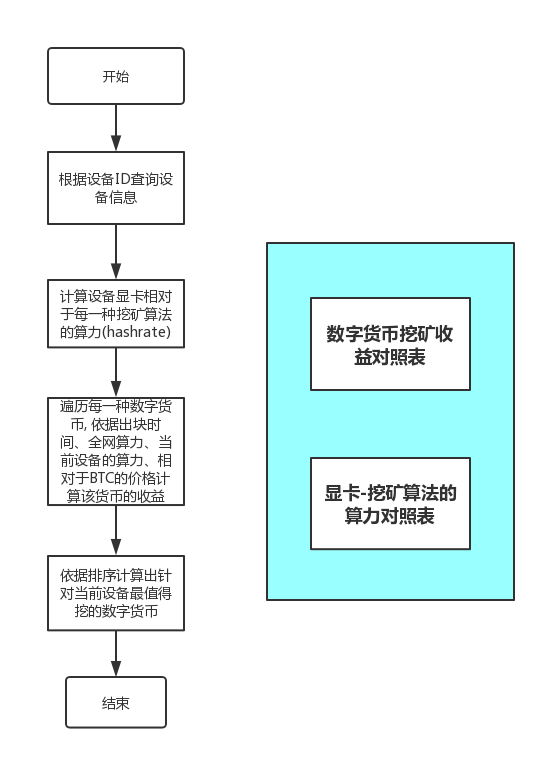 开始
根据设备ID查询设
备信息
计算设备显卡相对
于每一种挖矿算法
的算力(hashrate)
遍历每一种数字货
币, 依据出块时
间、全网算力、当
前设备的算力、相
对于BTC的价格计
算该货币的收益
依据排序计算出针
对当前设备最值得
挖的数字货币
结束
数字货币挖矿收
益对照表
显卡-挖矿算法的
算力对照表